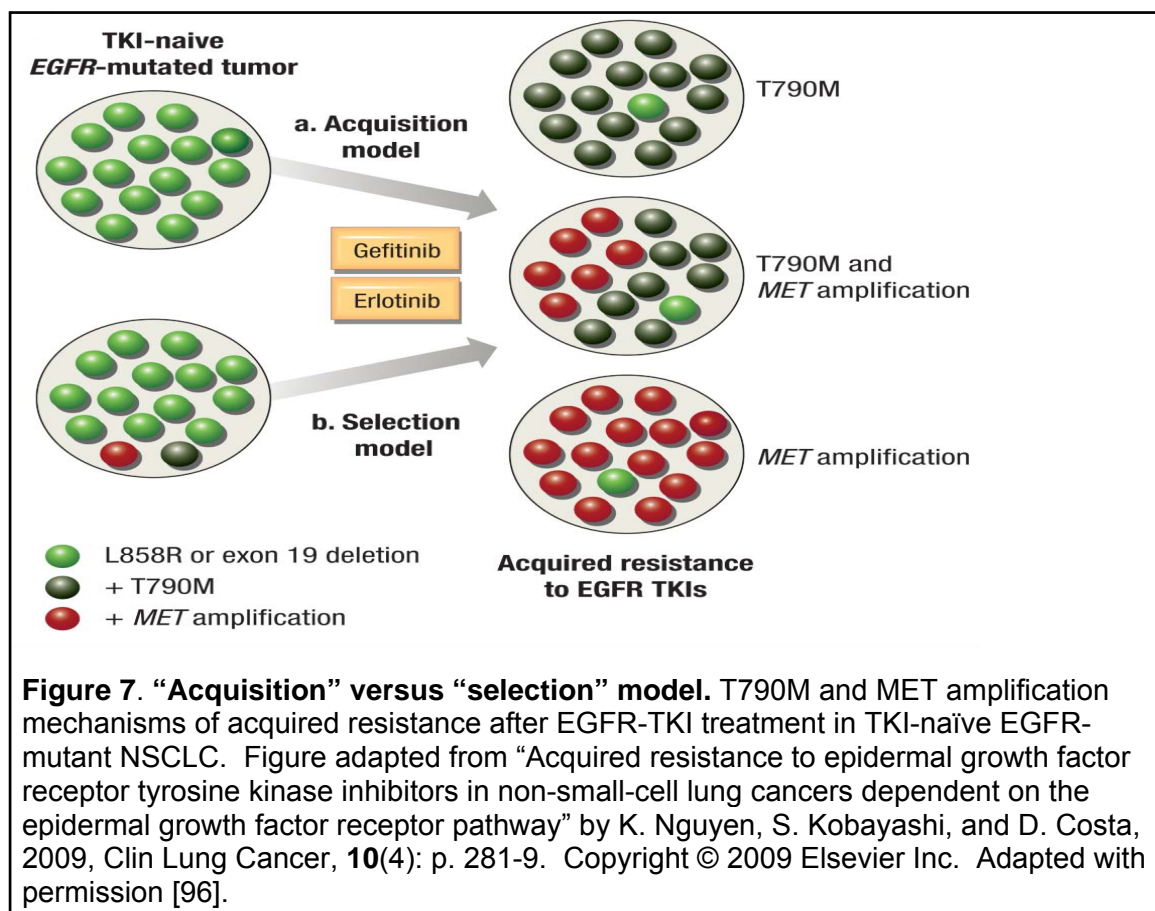 TKI-naive
EGFR-mutated tumor
a. Acquisition
model
Gefitinib
Erlotinib
b. Selection
model
T790M
T790M and
MET amplification
MET amplification
L858R or exon 19 deletion
+ T790M
+ MET amplification
Acquired resistance
to EGFR TKIs
Figure 7. “Acquisition” versus “selection” model. T790M and MET amplification
mechanisms of acquired resistance after EGFR-TKI treatment in TKI-naïve EGFR-
mutant NSCLC. Figure adapted from “Acquired resistance to epidermal growth factor
receptor tyrosine kinase inhibitors in non-small-cell lung cancers dependent on the
epidermal growth factor receptor pathway” by K. Nguyen, S. Kobayashi, and D. Costa,
2009, Clin Lung Cancer, 10(4): p. 281-9. Copyright © 2009 Elsevier Inc. Adapted with
permission [96].